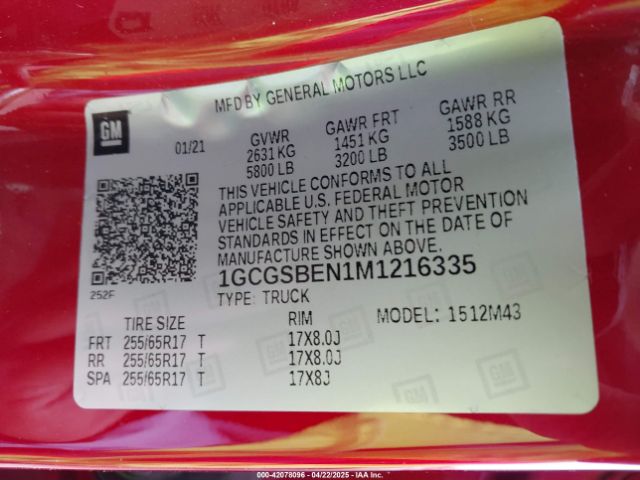 MFD BY GENERAL MOTORS LLC
GM
01/21
GVWR GAWR FRT GAWR RR
2631 KG 1451 KG 1588 KG
5800 LB 3200 LB 3500 LB
THIS VEHICLE CONFORMS TO ALL
APPLICABLE U.S. FEDERAL MOTOR
VEHICLE SAFETY AND THEFT PREVENTION
STANDARDS IN EFFECT ON THE DATE OF
MANUFACTURE SHOWN ABOVE.
1GCGSBEN1M1216335
252F
TYPE: TRUCK
TIRE SIZE RIM MODEL: 1512M43
FRT 255/65R17 T 17X8.0J
RR 255/65R17 T 17X8.0J
SPA 255/65R17 T 17X8J
000-42078096 - 04/22/2025 - IAA Inc.